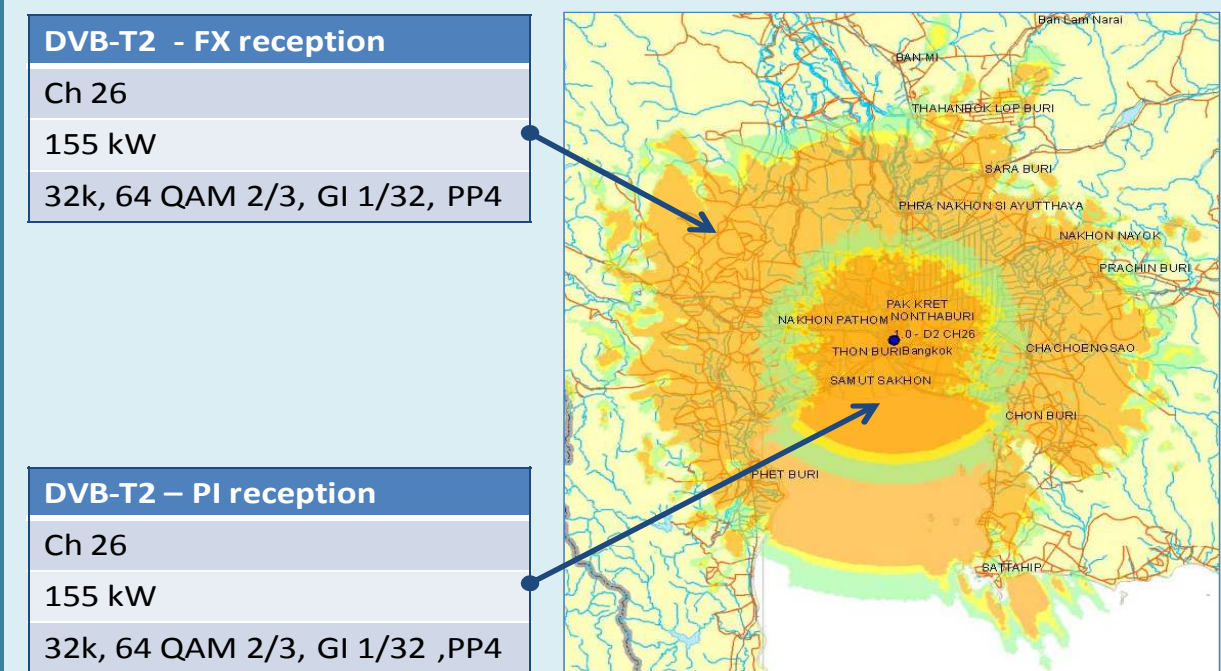 DVB-T2 - FX reception
Ch 26
155 kW
32k, 64 QAM 2/3, GI 1/32, PP4
DVB-T2 – PI reception
Ch 26
155 kW
32k, 64 QAM 2/3, GI 1/32 ,PP4
Ban Lam Narai
BAN MI
THAHANBOK LOP BURI
SARA BURI
PHRA NAKHON SI AYUTTHAYA
NAKHON NAYOK
PRACHIN BURI
PAK KRET
NAKHON PATHOM NONTHABURI
0 - D2 CH26
THON BURI Bangkok
CHACHOENGSAO
SAMUT SAKHON
CHON BURI
PHET BURI
SATTAHIP